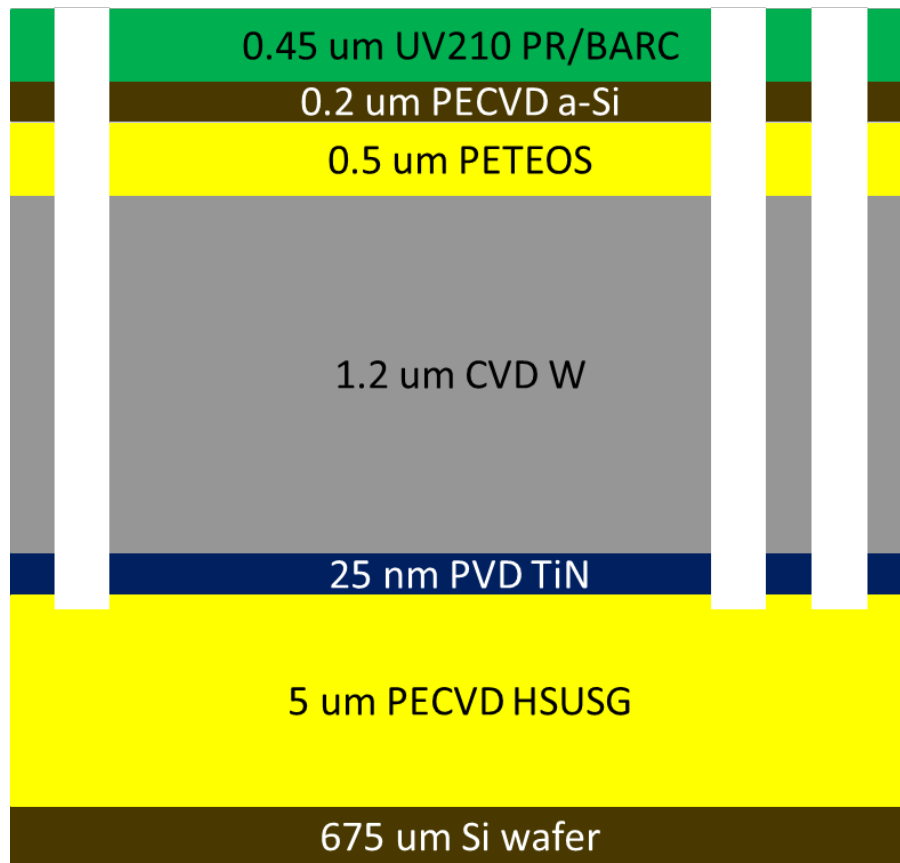 0.45 um UV210 PR/BARC
0.2 um PECVD a-Si
0.5 um PETEOS
1.2 um CVD W
25 nm PVD TiN
5 um PECVD HSUSG
675 um Si wafer